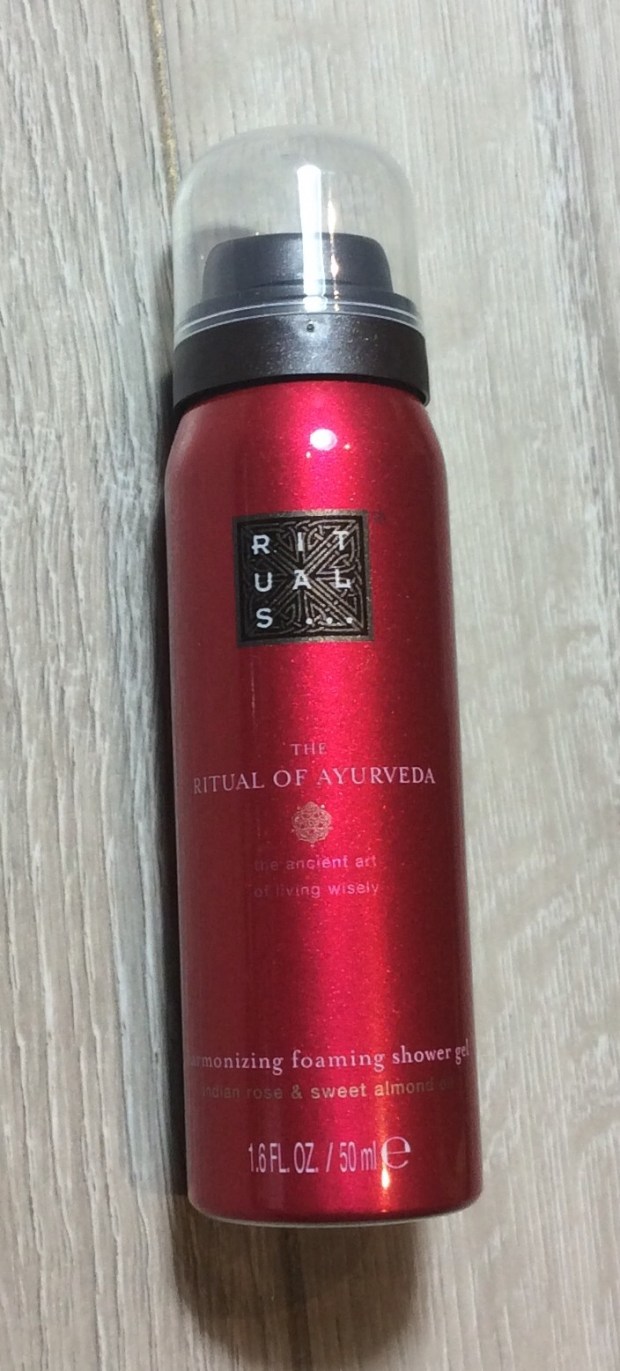 RIT
UAL
S...
THE
RITUAL OF AYURVEDA
the ancient art
of living wisely
armonizing foaming shower gel
indian rose & sweet almond
1.6 FL. OZ. / 50 ml e